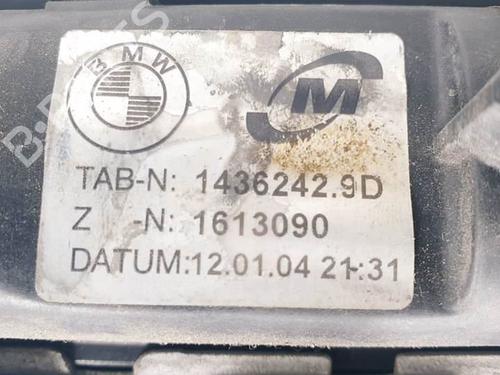 BMW
M
TAB-N: 1436242.9D
Z -N: 1613090
DATUM:12.01.04 21:31